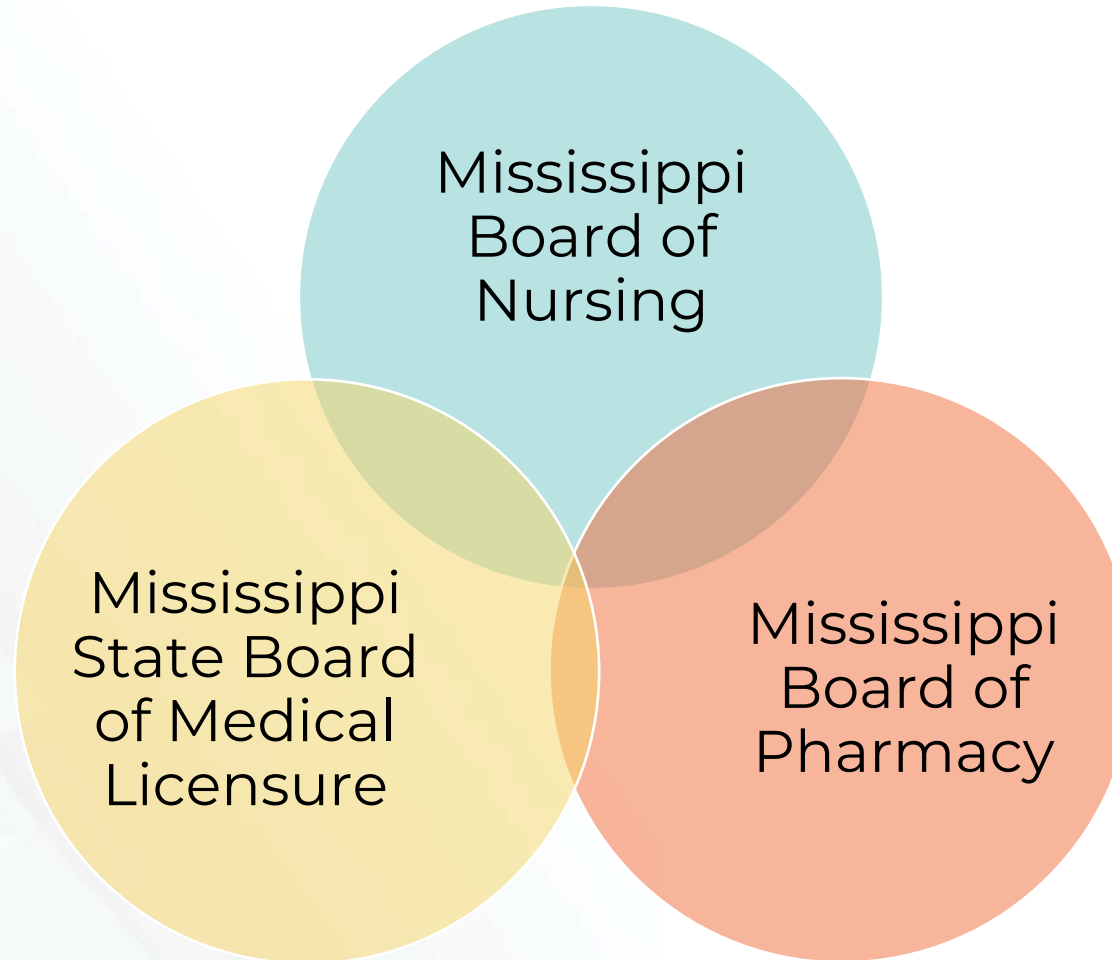 Mississippi
Board of
Nursing
Mississippi
State Board
of Medical
Licensure
Mississippi
Board of
Pharmacy